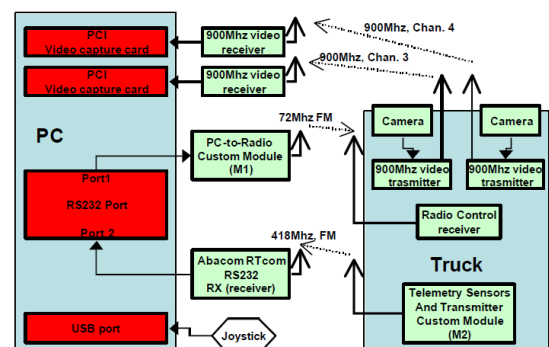 PCI
Video capture card
900Mhz video
receiver
900Mhz, Chan. 4
PCI
Video capture card
900Mhz video
receiver
900Mhz, Chan. 3
PC
PC-to-Radio
Custom Module
(M1)
72Mhz FM
Camera
Camera
900Mhz video
trasmitter
900Mhz video
trasmitter
Port1
RS232 Port
Port 2
Radio Control
receiver
418Mhz, FM
Abacom RTcom
RS232
RX (receiver)
Truck
Telemetry Sensors
And Transmitter
Custom Module
(M2)
USB port
Joystick